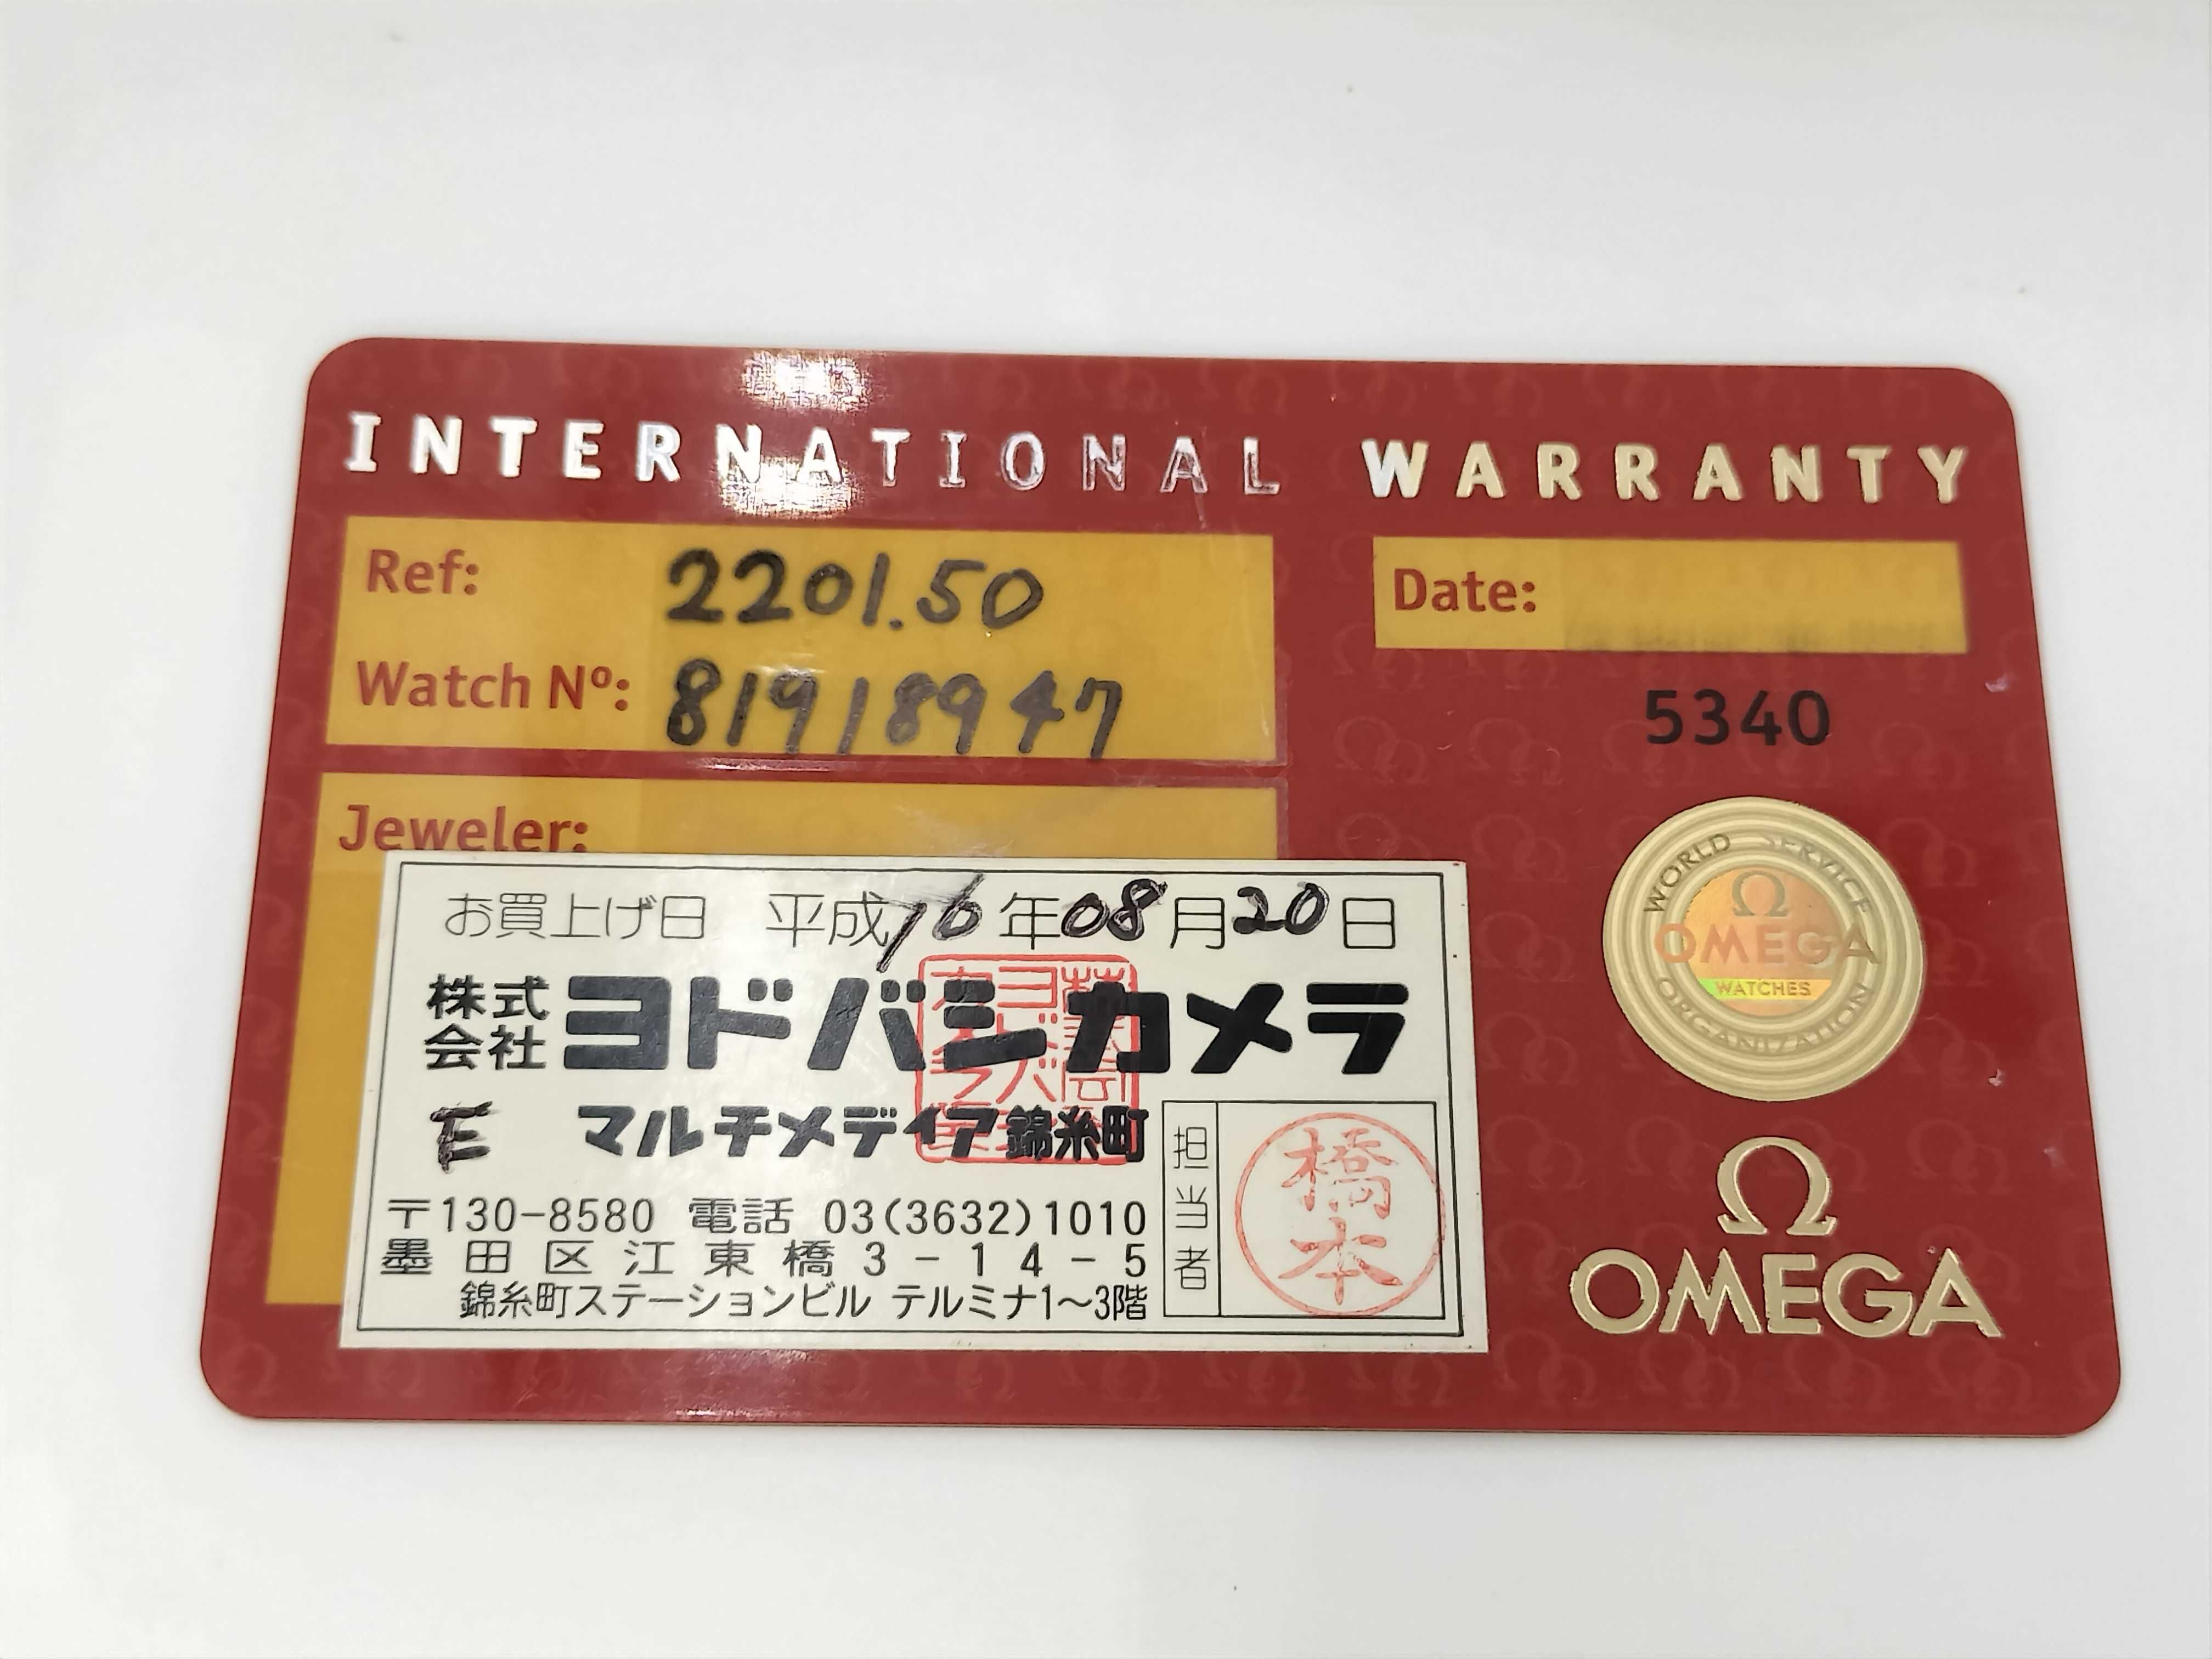 INTERNATIONAL WARRANTY
Ref: 2201.50
Watch Nº: 81918947
Date:
5340
Jeweler:
お買上げ日 平成16年08月20日
株式会社 ヨドバシカメラ
E マルチメディア錦糸町
〒130-8580 電話 03(3632)1010
墨田区江東橋3-14-5
錦糸町ステーションビル テルミナ1〜3階
担当者
橋本
WORLD SERVICE ORGANIZATION
Ω
OMEGA
WATCHES
Ω
OMEGA